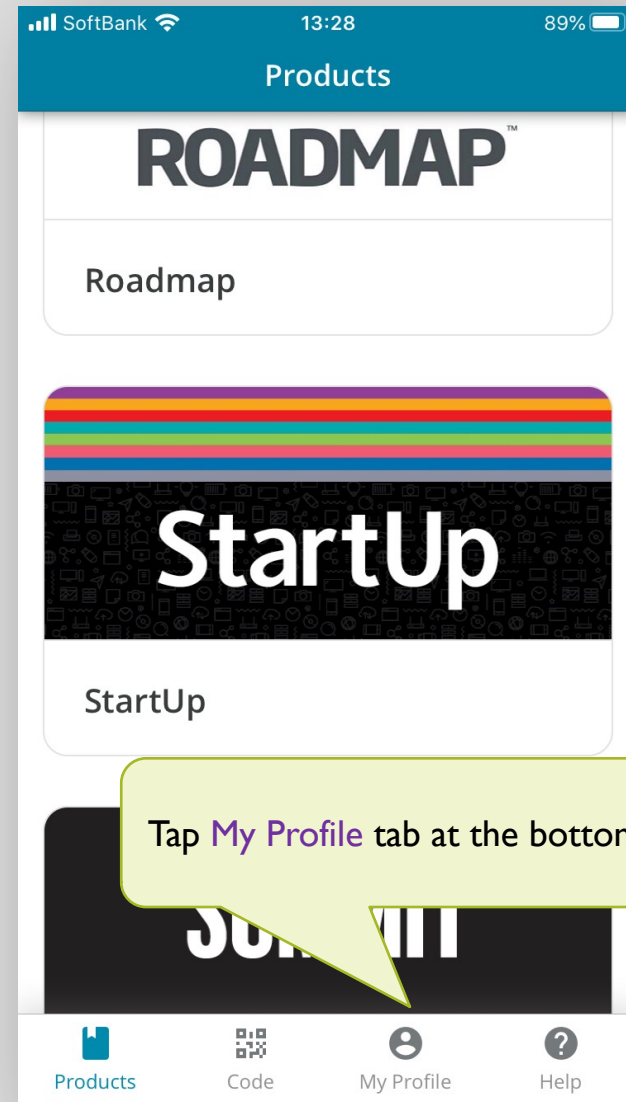 SoftBank 13:28 89%
Products
ROADMAP™
Roadmap
StartUp
StartUp
Tap My Profile tab at the bottom
Products Code My Profile Help